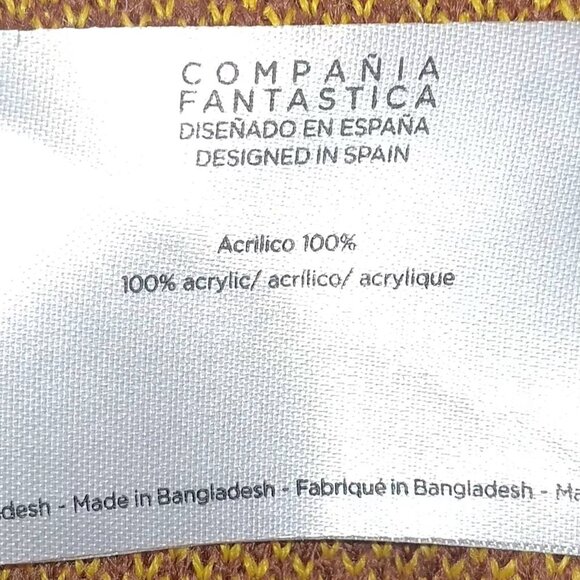 COMPAÑIA
FANTASTICA
DISEÑADO EN ESPAÑA
DESIGNED IN SPAIN
Acrilico 100%
100% acrylic/ acrílico/ acrylique
desh - Made in Bangladesh - Fabriqué in Bangladesh - Ma